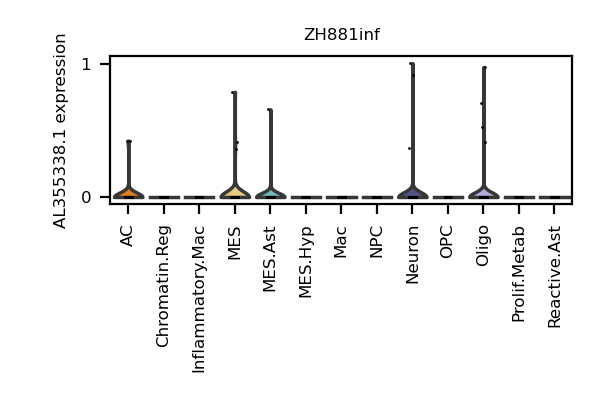 ZH881inf
AL355338.1 expression
1
0
AC
Chromatin.Reg
Inflammatory.Mac
MES
MES.Ast
MES.Hyp
Mac
NPC
Neuron
OPC
Oligo
Prolif.Metab
Reactive.Ast